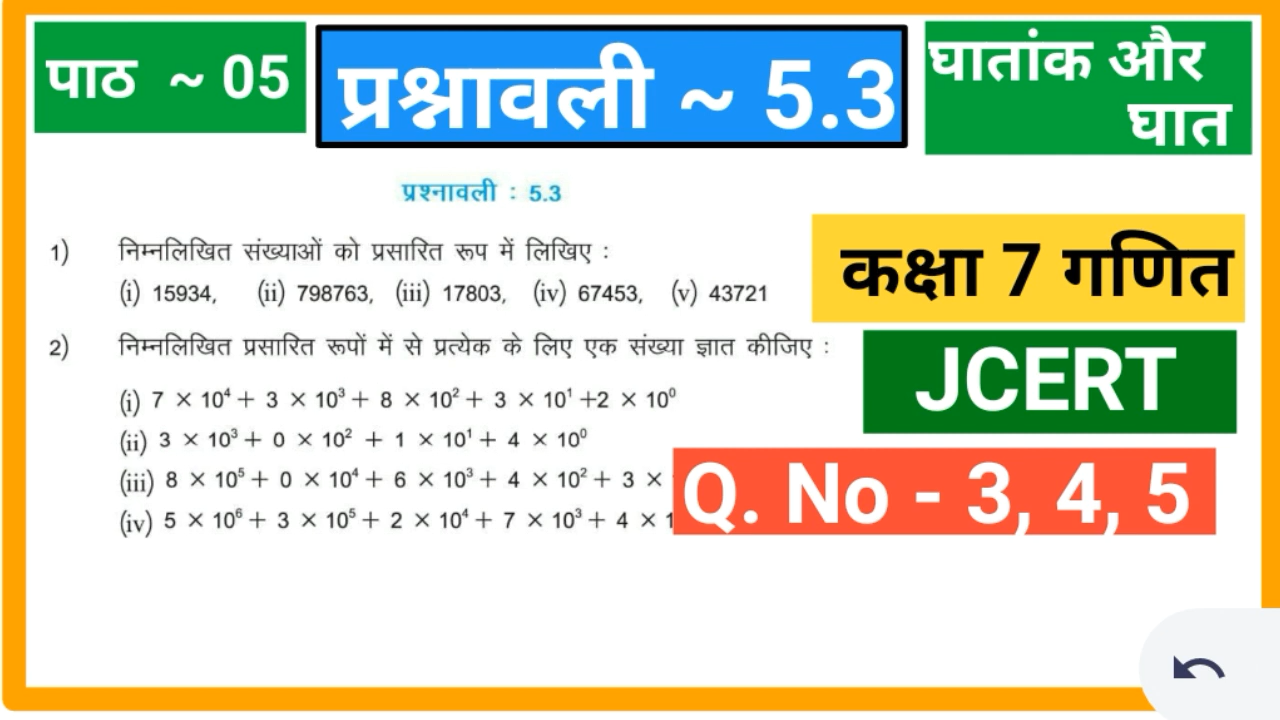 पाठ ~ 05
प्रश्नावली ~ 5.3
घातांक और
घात
प्रश्नावली : 5.3
1) निम्नलिखित संख्याओं को प्रसारित रूप में लिखिए :
(i) 15934, (ii) 798763, (iii) 17803, (iv) 67453, (v) 43721
कक्षा 7 गणित
2) निम्नलिखित प्रसारित रूपों में से प्रत्येक के लिए एक संख्या ज्ञात कीजिए :
JCERT
(i) 7 × 10⁴ + 3 × 10³ + 8 × 10² + 3 × 10¹ +2 × 10⁰
(ii) 3 × 10³ + 0 × 10² + 1 × 10¹ + 4 × 10⁰
(iii) 8 × 10⁵ + 0 × 10⁴ + 6 × 10³ + 4 × 10² + 3 ×
(iv) 5 × 10⁶ + 3 × 10⁵ + 2 × 10⁴ + 7 × 10³ + 4 × 1
Q. No - 3, 4, 5